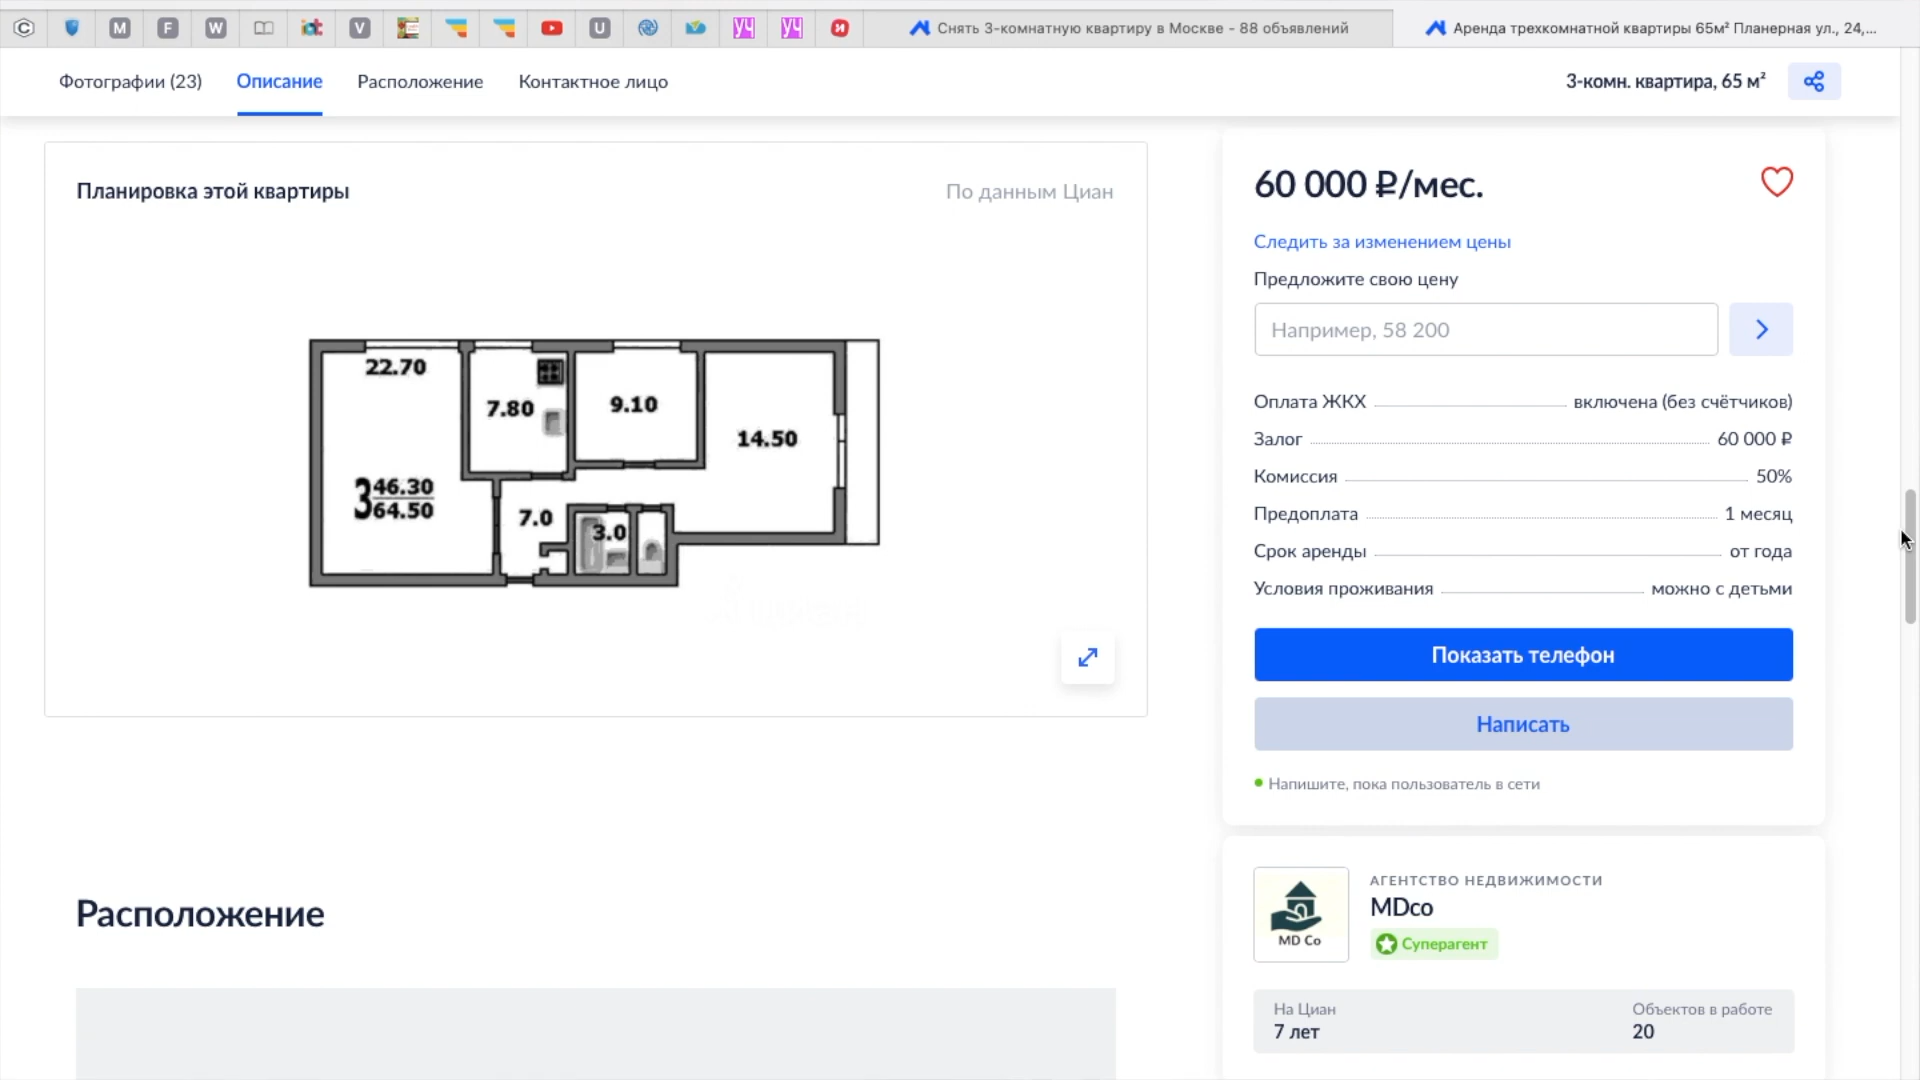 M
F
W
V
U
УЧ
УЧ
Снять 3-комнатную квартиру в Москве - 88 объявлений
Аренда трехкомнатной квартиры 65м² Планерная ул., 24,...
Фотографии (23)
Описание
Расположение
Контактное лицо
3-комн. квартира, 65 м²
Планировка этой квартиры
По данным Циан
22.70
7.80
9.10
14.50
3 46.30
64.50
7.0
3.0
60 000 ₽/мес.
Следить за изменением цены
Предложите свою цену
Например, 58 200
Оплата ЖКХ включена (без счётчиков)
Залог 60 000 ₽
Комиссия 50%
Предоплата 1 месяц
Срок аренды от года
Условия проживания можно с детьми
Показать телефон
Написать
Напишите, пока пользователь в сети
Расположение
MD Co
АГЕНТСТВО НЕДВИЖИМОСТИ
MDco
Суперагент
На Циан
7 лет
Объектов в работе
20